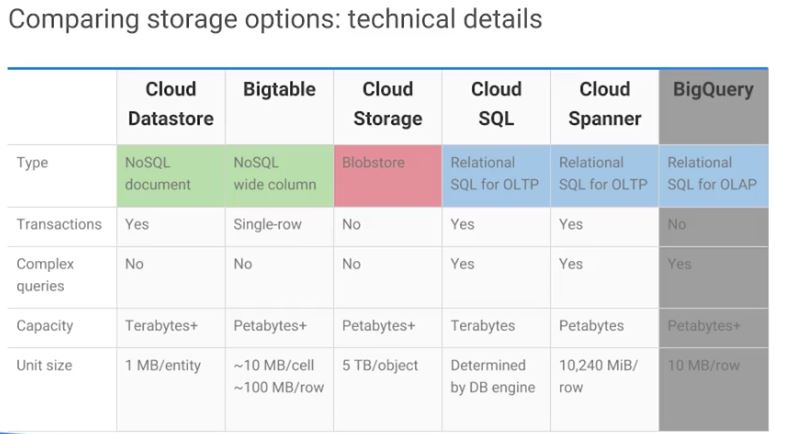 Comparing storage options: technical details
Cloud Datastore Bigtable Cloud Storage Cloud SQL Cloud Spanner BigQuery
Type NoSQL document NoSQL wide column Blobstore Relational SQL for OLTP Relational SQL for OLTP Relational SQL for OLAP
Transactions Yes Single-row No Yes Yes No
Complex queries No No No Yes Yes Yes
Capacity Terabytes+ Petabytes+ Petabytes+ Terabytes Petabytes Petabytes+
Unit size 1 MB/entity ~10 MB/cell ~100 MB/row 5 TB/object Determined by DB engine 10,240 MiB/ row 10 MB/row